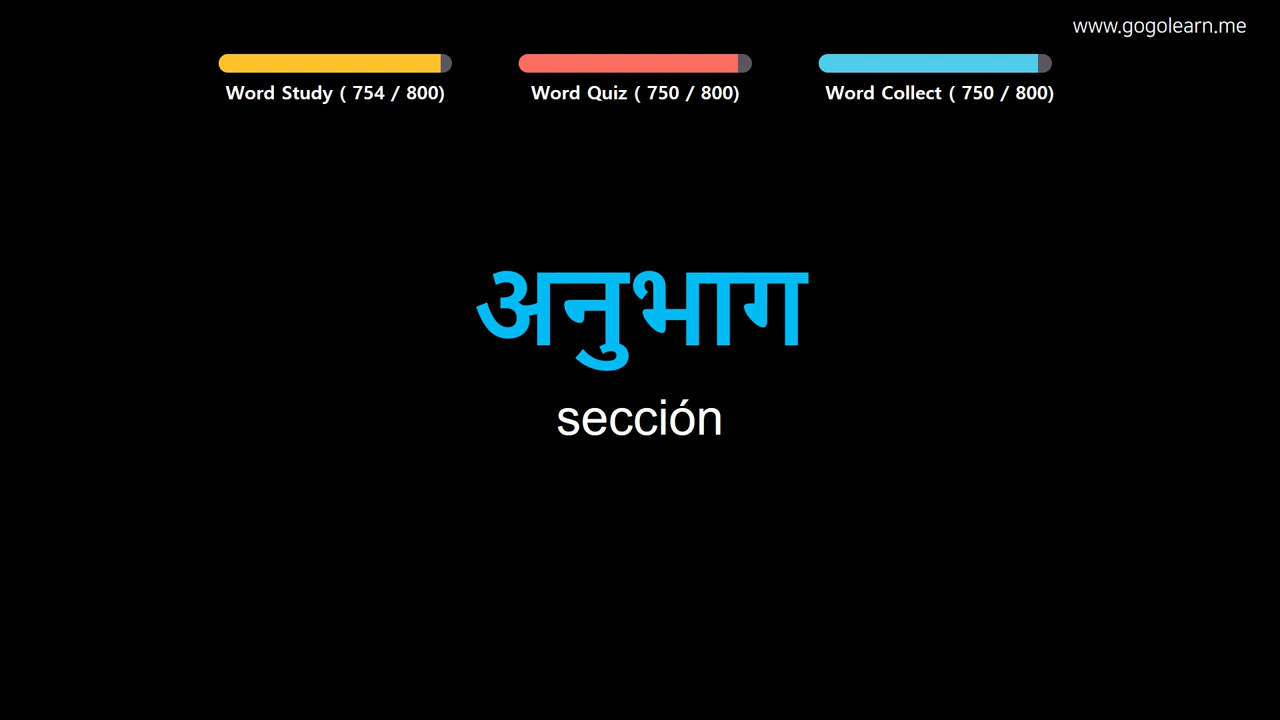 www.gogolearn.me
Word Study ( 754 / 800)
Word Quiz ( 750 / 800)
Word Collect ( 750 / 800)
अनुभाग
sección